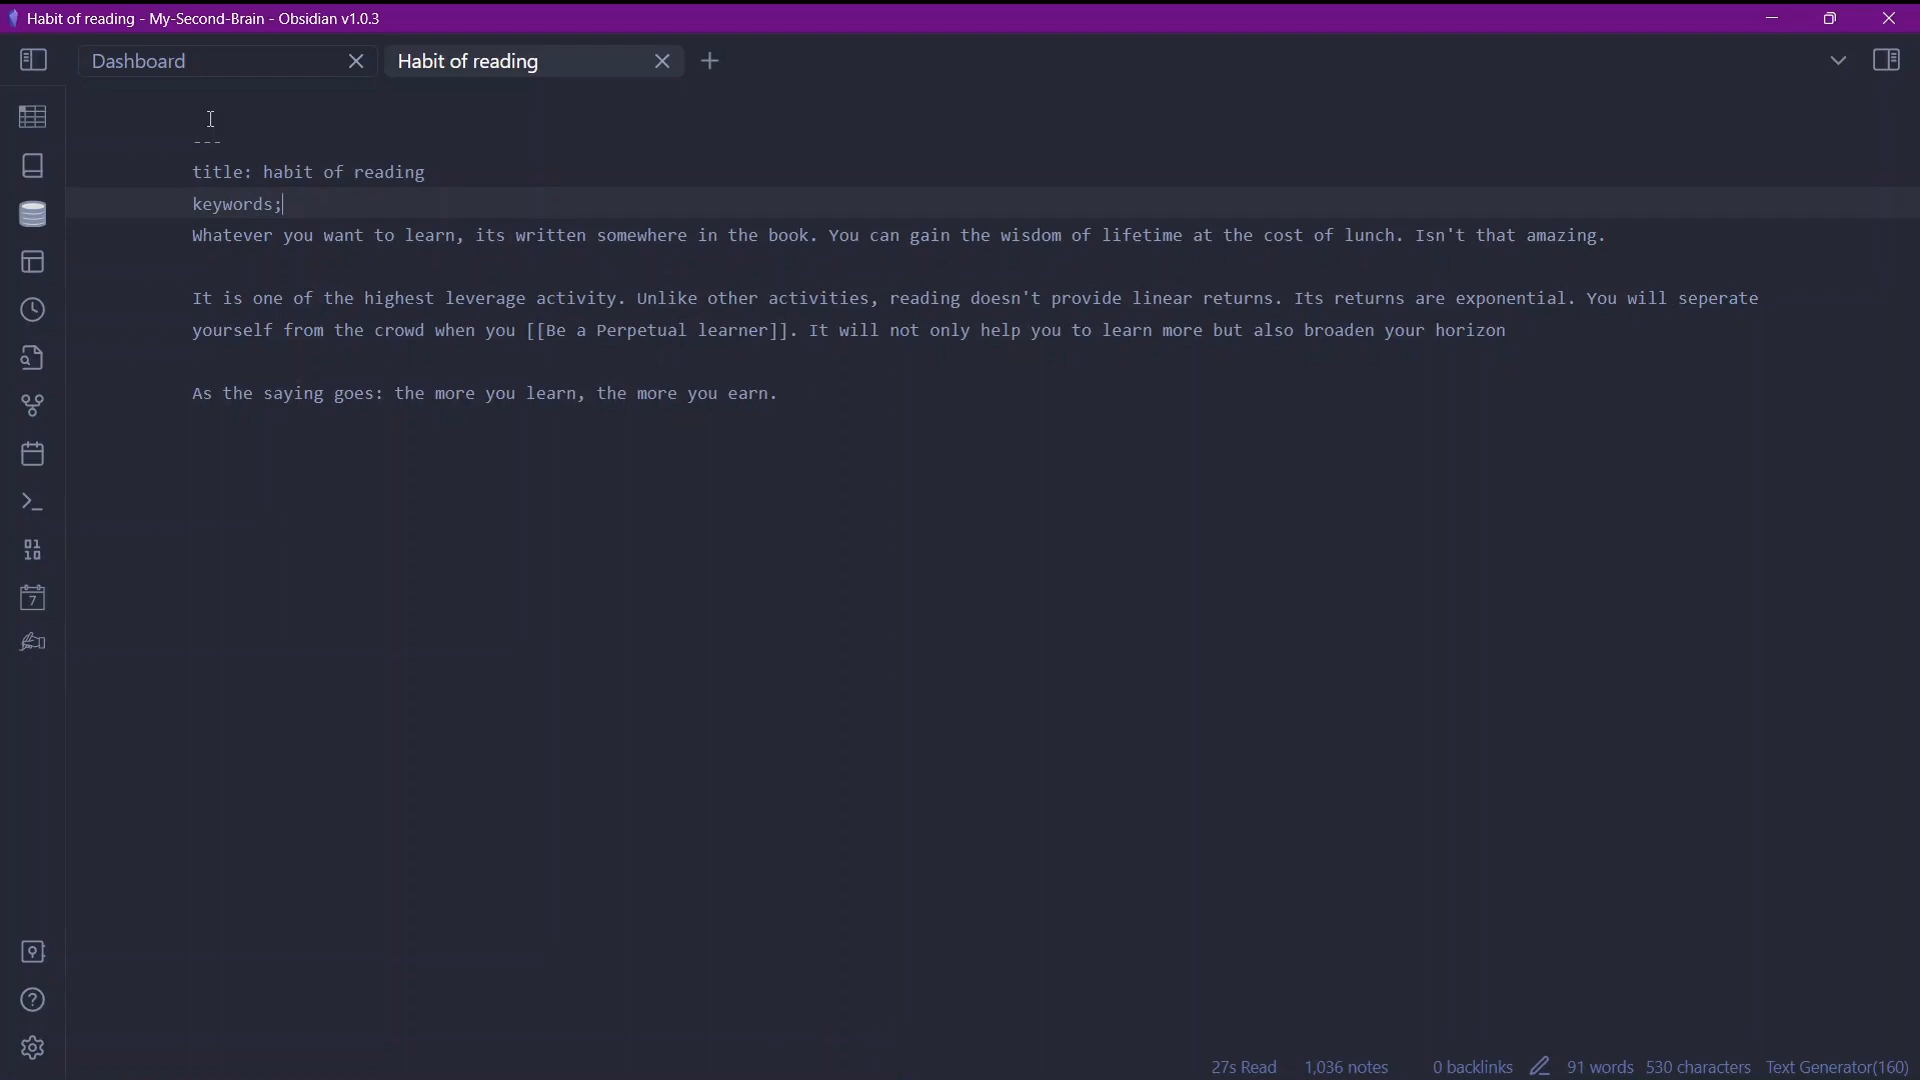 Habit of reading - My-Second-Brain - Obsidian v1.0.3
Dashboard
Habit of reading
---
title: habit of reading
keywords;
Whatever you want to learn, its written somewhere in the book. You can gain the wisdom of lifetime at the cost of lunch. Isn't that amazing.
It is one of the highest leverage activity. Unlike other activities, reading doesn't provide linear returns. Its returns are exponential. You will seperate
yourself from the crowd when you [[Be a Perpetual learner]]. It will not only help you to learn more but also broaden your horizon
As the saying goes: the more you learn, the more you earn.
01
10
7
27s Read 1,036 notes 0 backlinks 91 words 530 characters Text Generator(160)